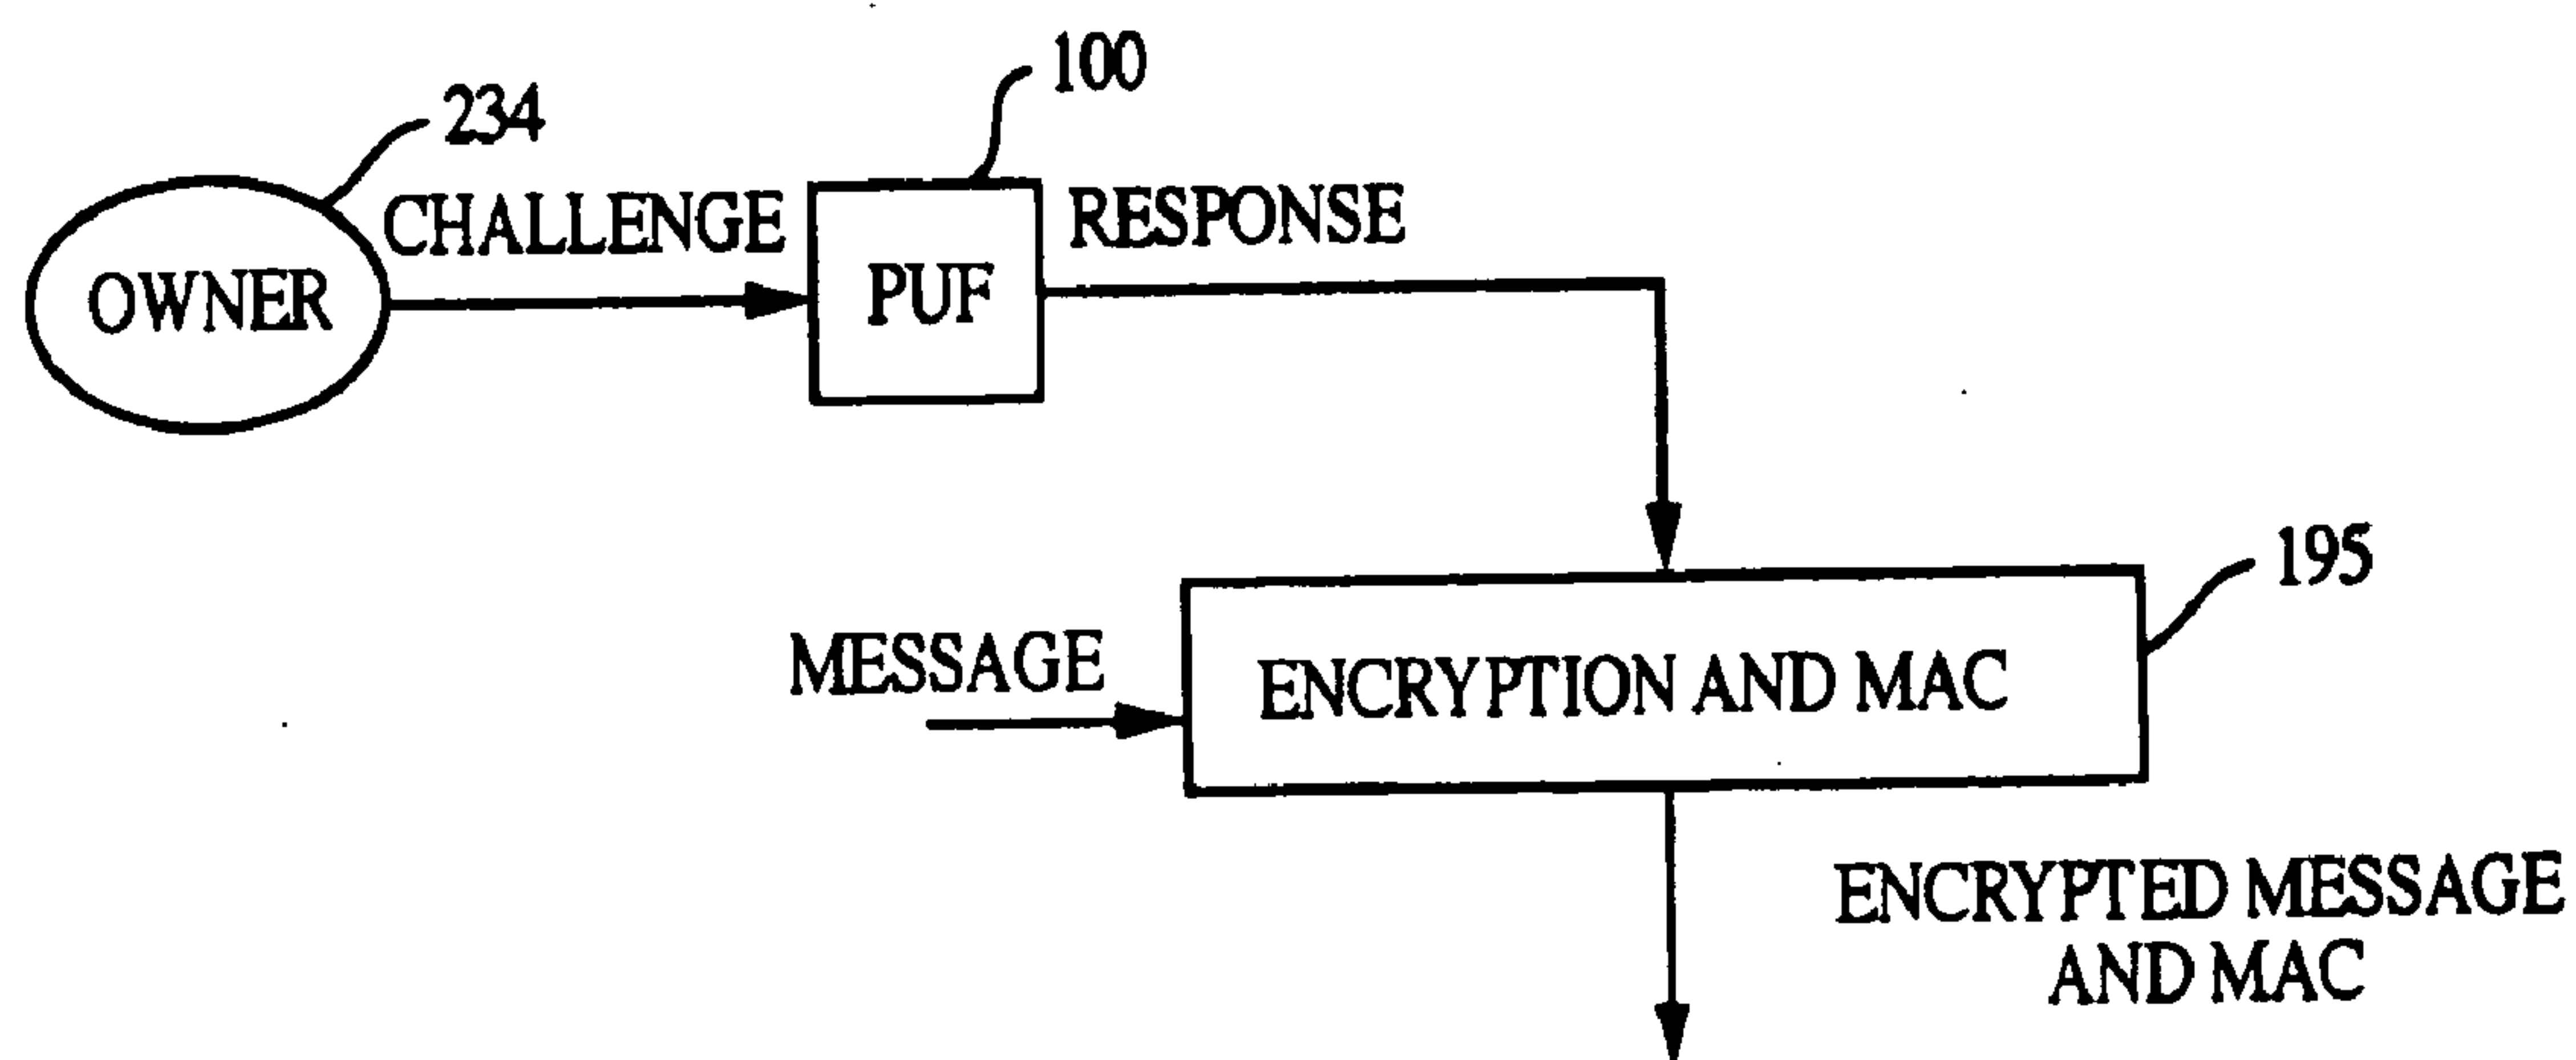 100
234
CHALLENGE
RESPONSE
OWNER
PUF
195
MESSAGE
ENCRYPTION AND MAC
ENCRYPTED MESSAGE
AND MAC